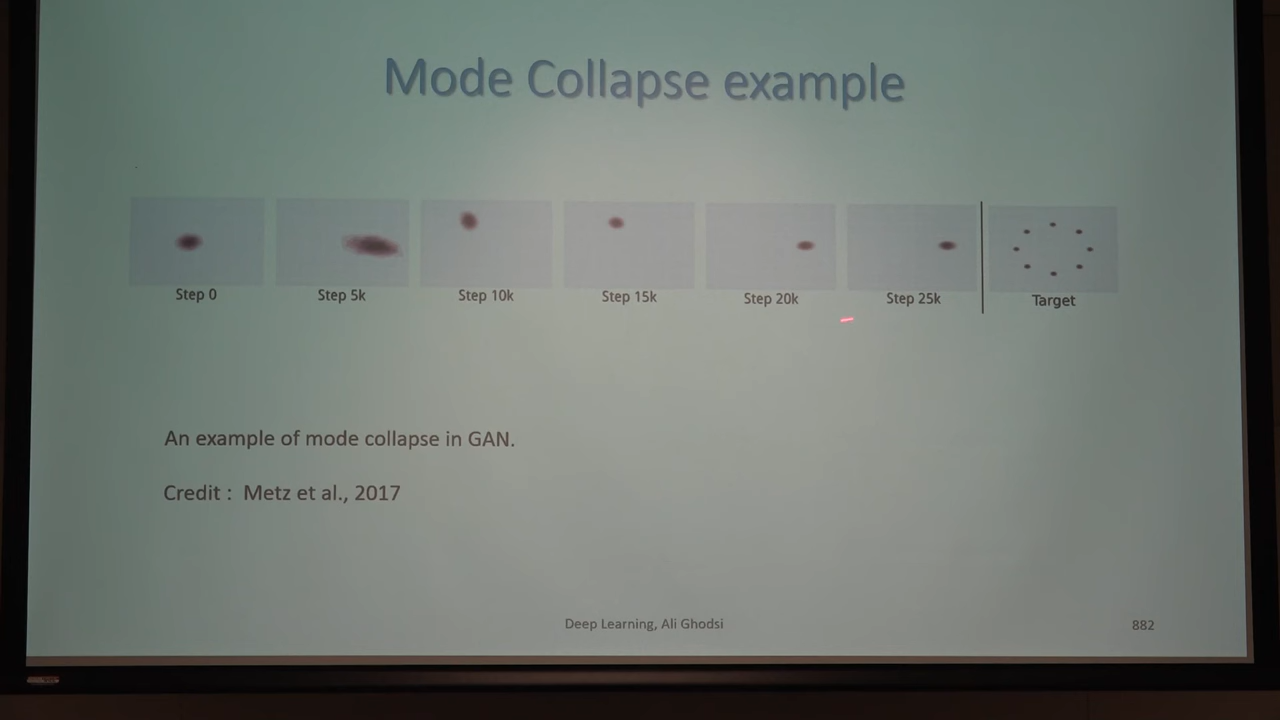 Mode Collapse example
Step 0 Step 5k Step 10k Step 15k Step 20k Step 25k Target
An example of mode collapse in GAN.
Credit : Metz et al., 2017
Deep Learning, Ali Ghodsi 882